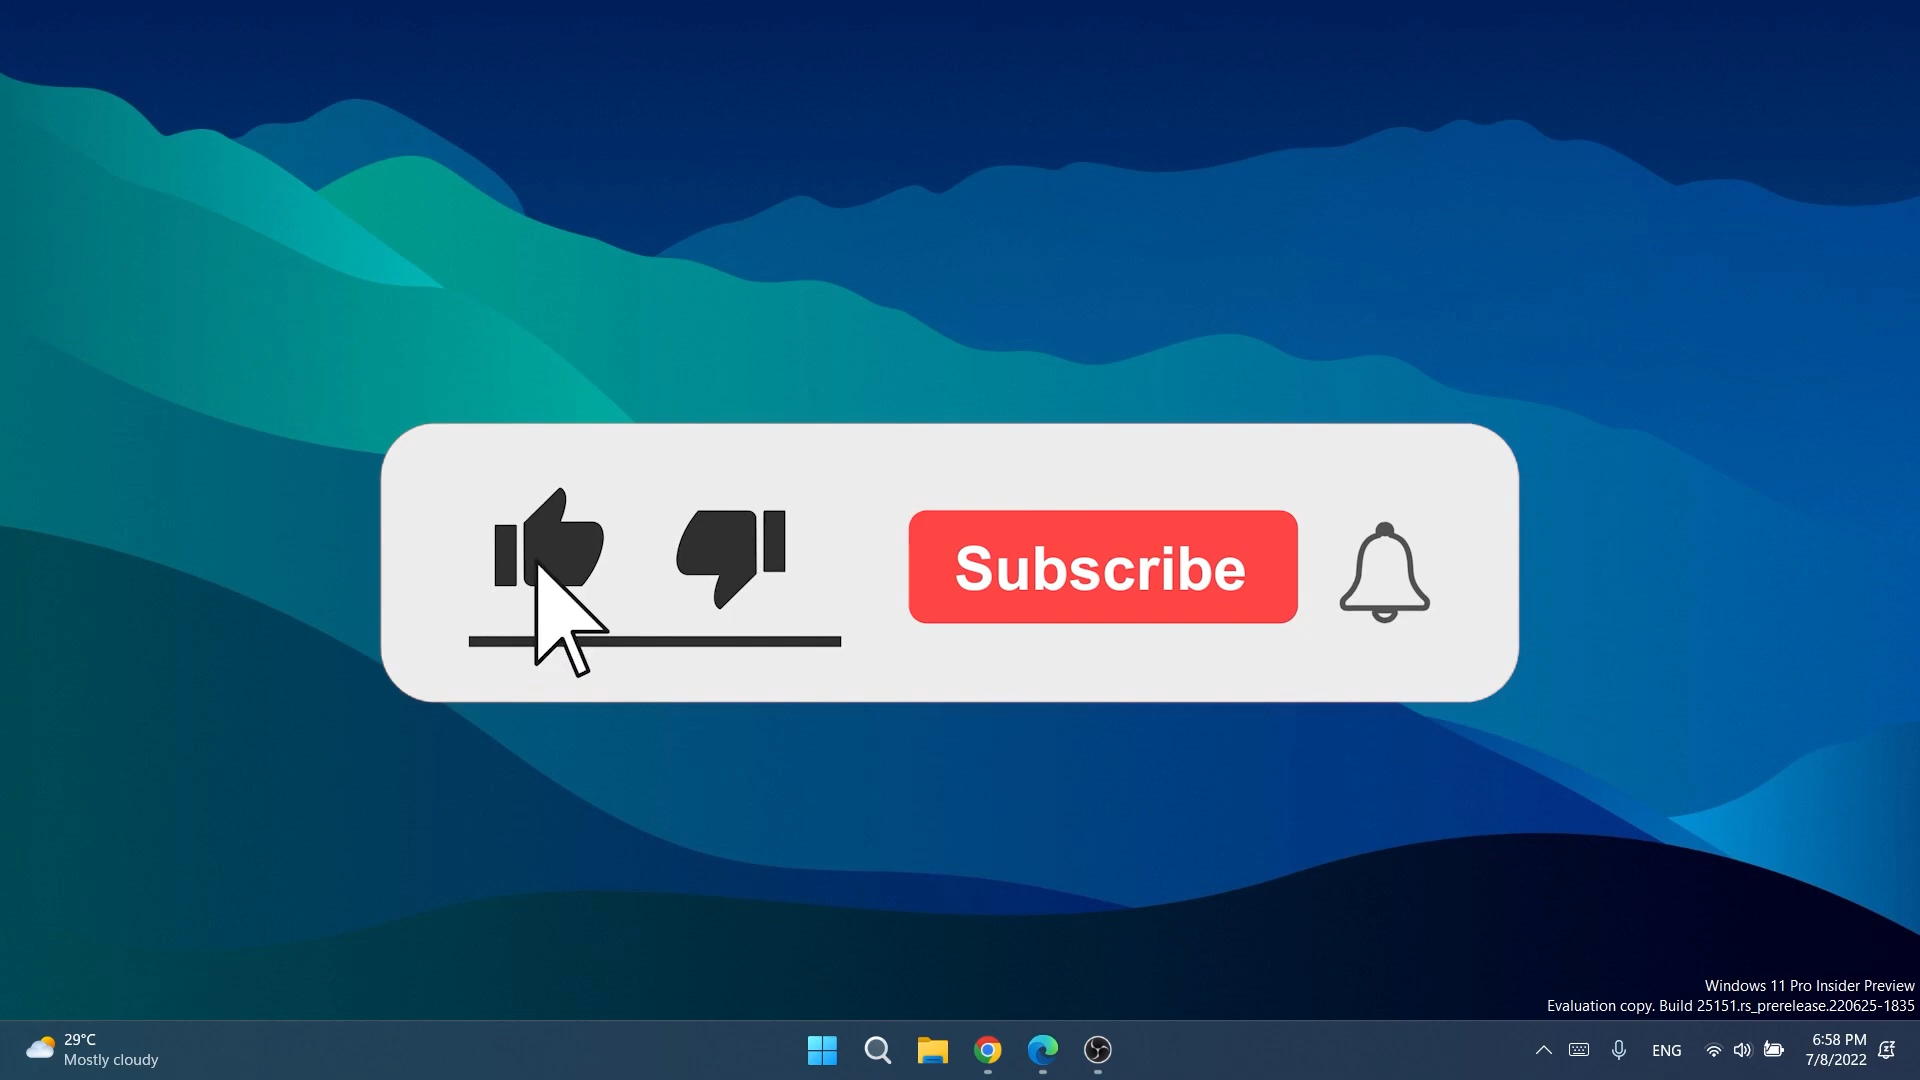 Subscribe
Windows 11 Pro Insider Preview
Evaluation copy. Build 25151.rs_prerelease.220625-1835
29°C
Mostly cloudy
ENG
6:58 PM
7/8/2022